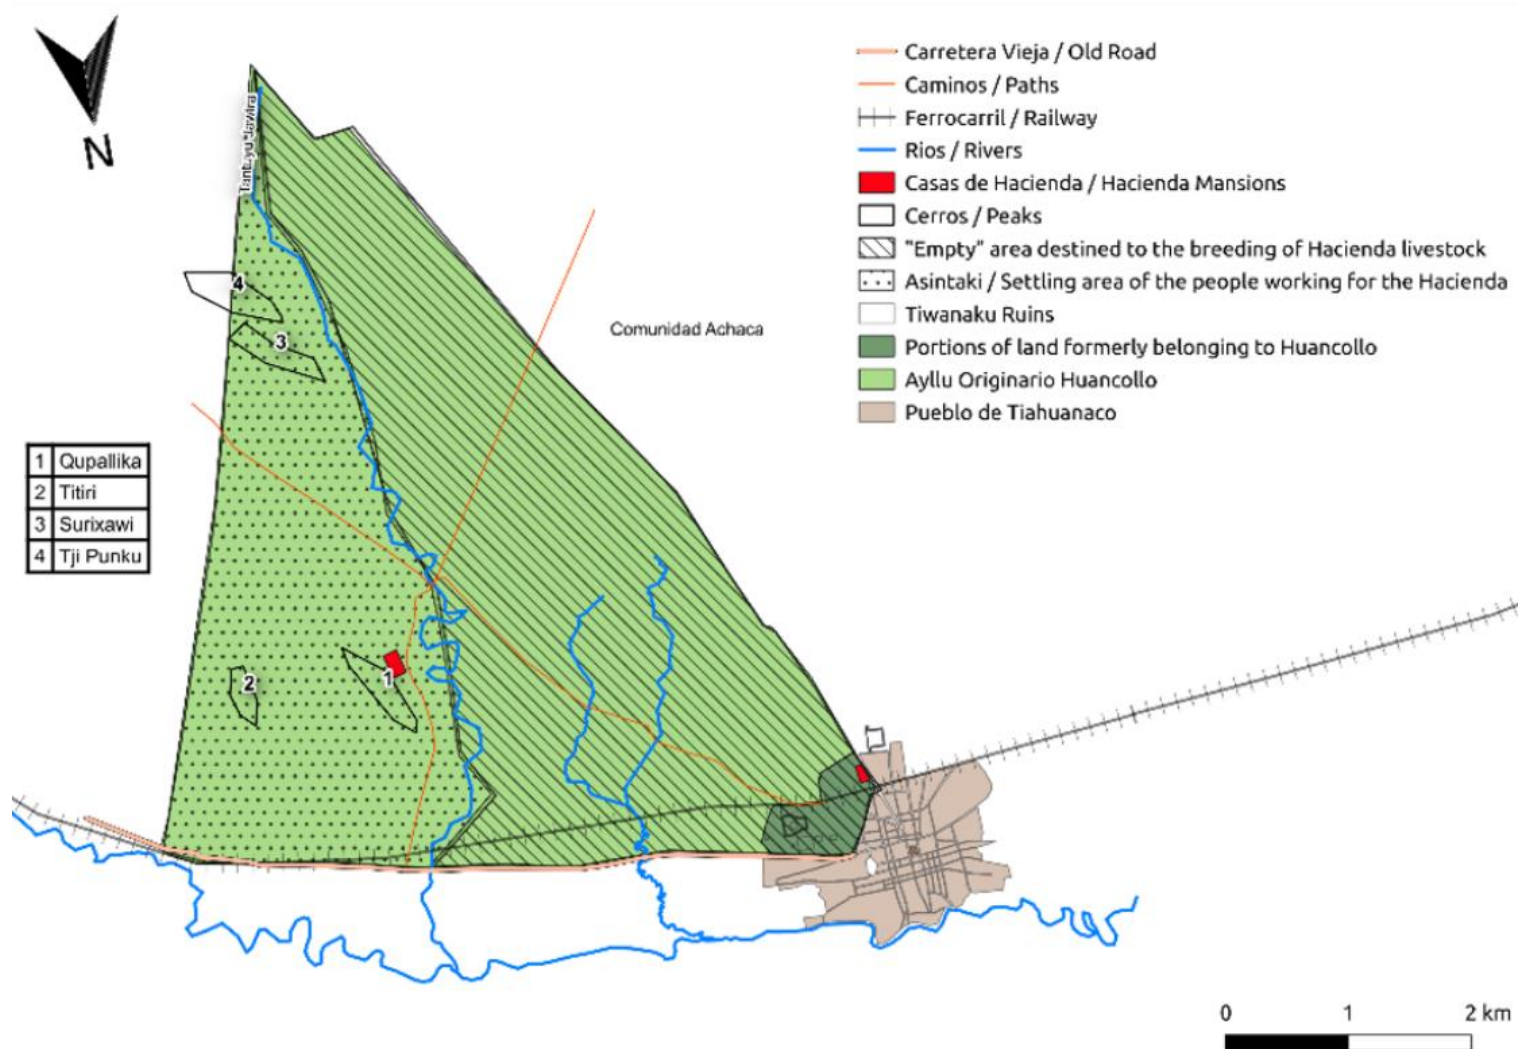 N
Carretera Vieja / Old Road
Caminos / Paths
Ferrocarril / Railway
Rios / Rivers
Casas de Hacienda / Hacienda Mansions
Cerros / Peaks
"Empty" area destined to the breeding of Hacienda livestock
Asintaki / Settling area of the people working for the Hacienda
Tiwanaku Ruins
Portions of land formerly belonging to Huancollo
Ayllu Originario Huancollo
Pueblo de Tiahuanaco
Jawira
4
3
Comunidad Achaca
1 Qupallika
2 Titiri
3 Surixawi
4 Tji Punku
2
1
0 1 2 km